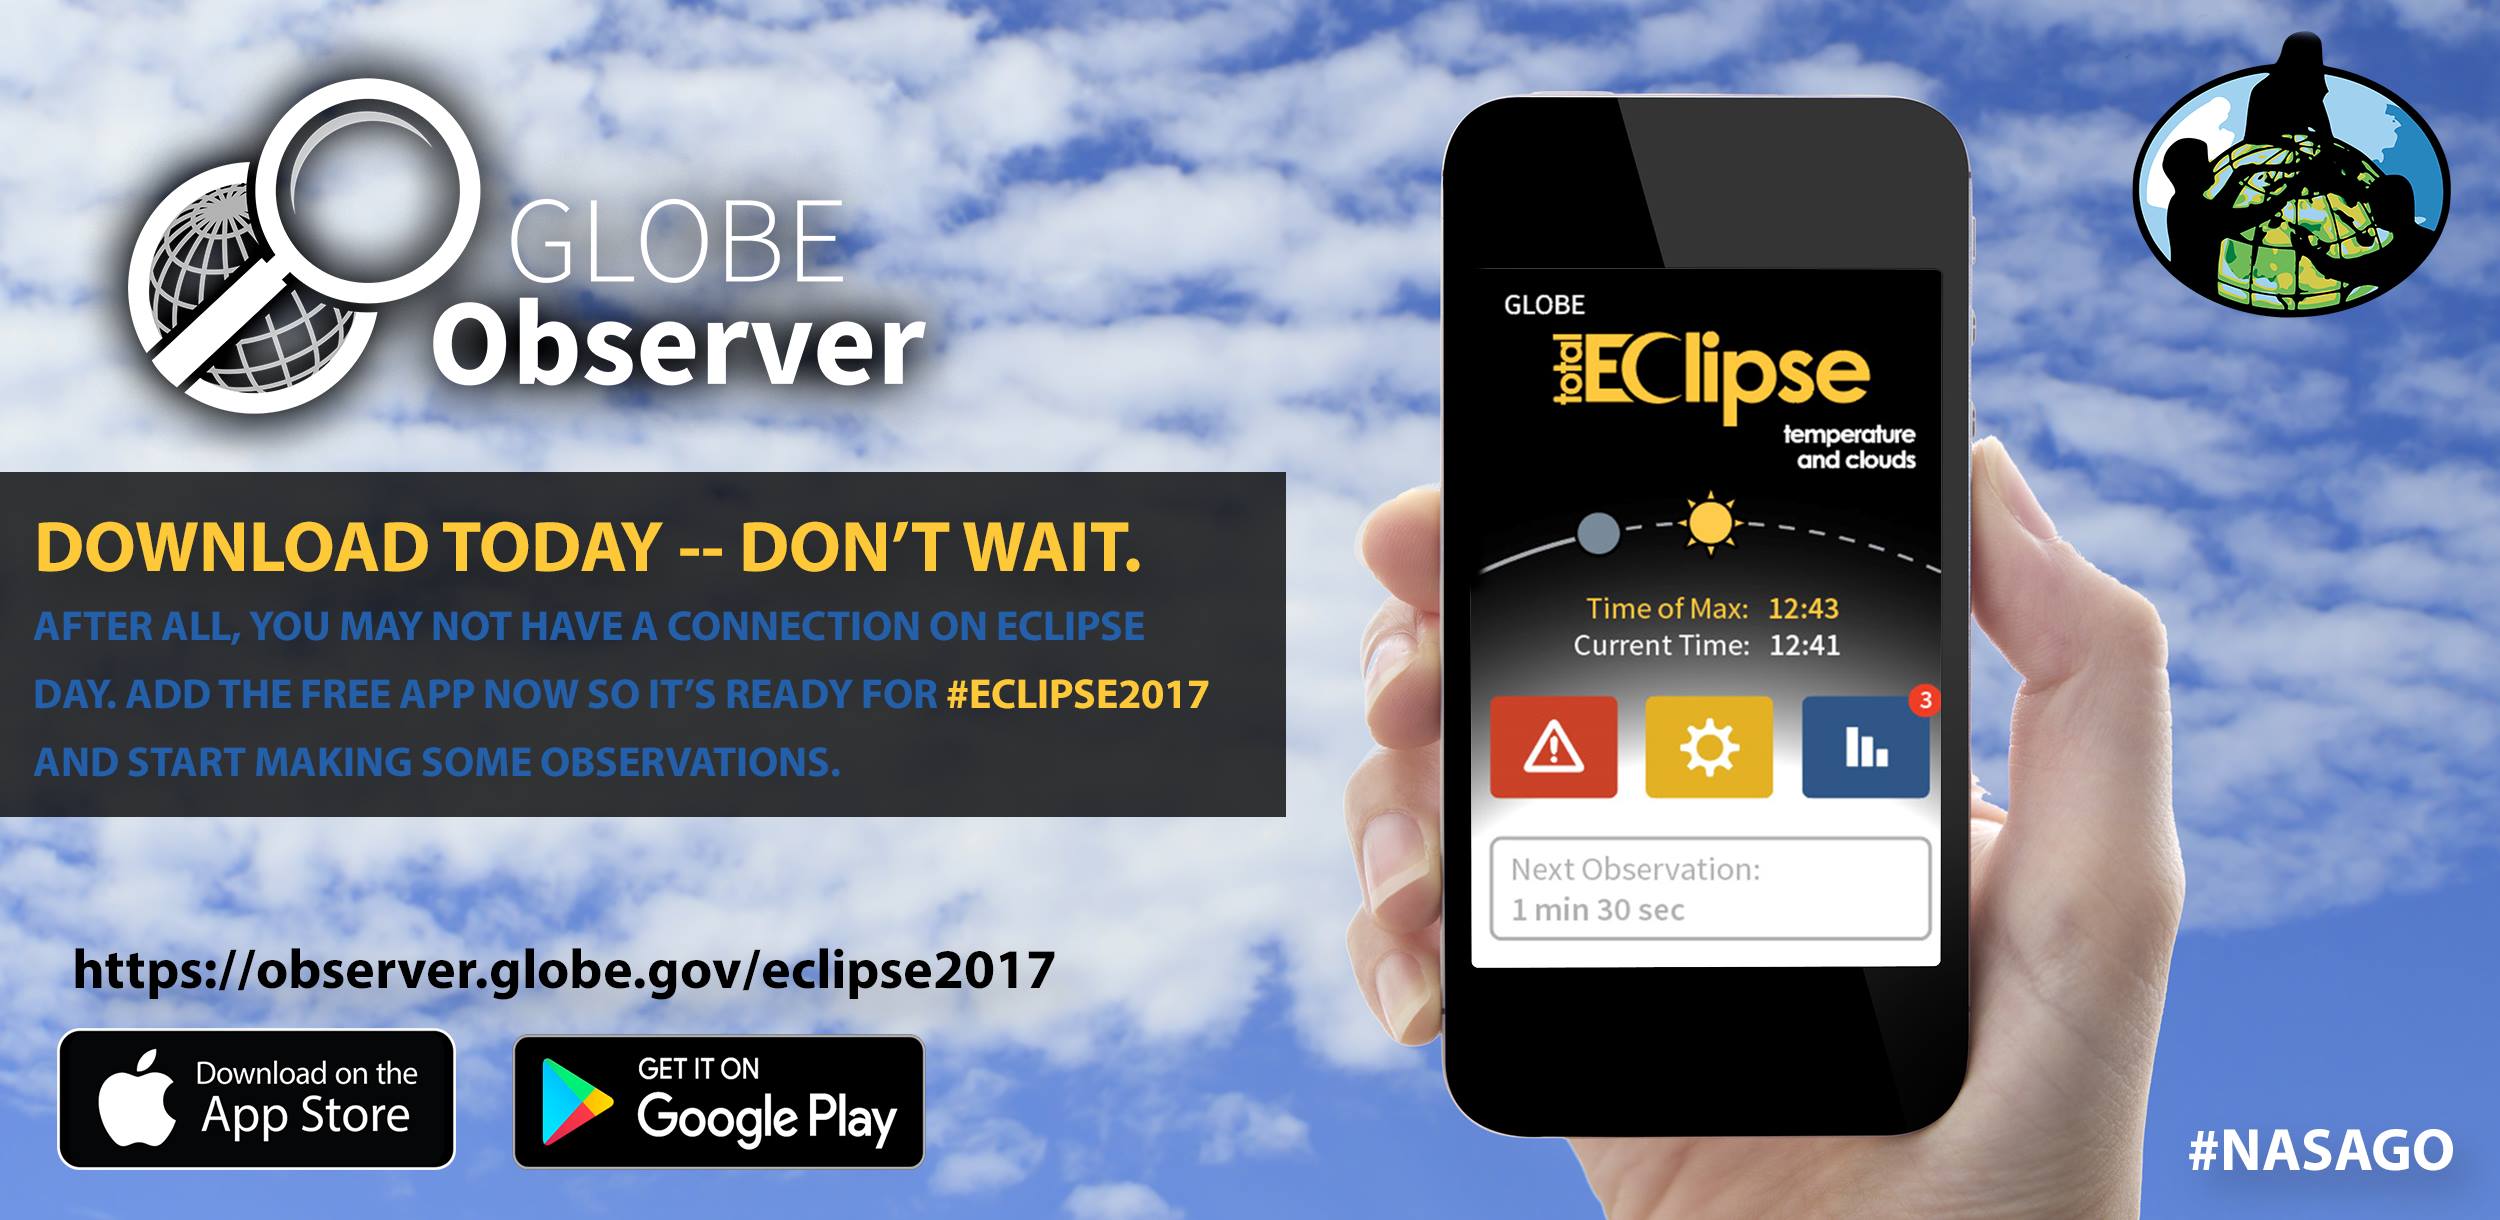 GLOBE
Observer
DOWNLOAD TODAY -- DON'T WAIT.
AFTER ALL, YOU MAY NOT HAVE A CONNECTION ON ECLIPSE
DAY. ADD THE FREE APP NOW SO IT'S READY FOR #ECLIPSE2017
AND START MAKING SOME OBSERVATIONS.
https://observer.globe.gov/eclipse2017
Download on the
App Store
GET IT ON
Google Play
GLOBE
total EClipse
temperature
and clouds
Time of Max: 12:43
Current Time: 12:41
3
Next Observation:
1 min 30 sec
#NASAGO